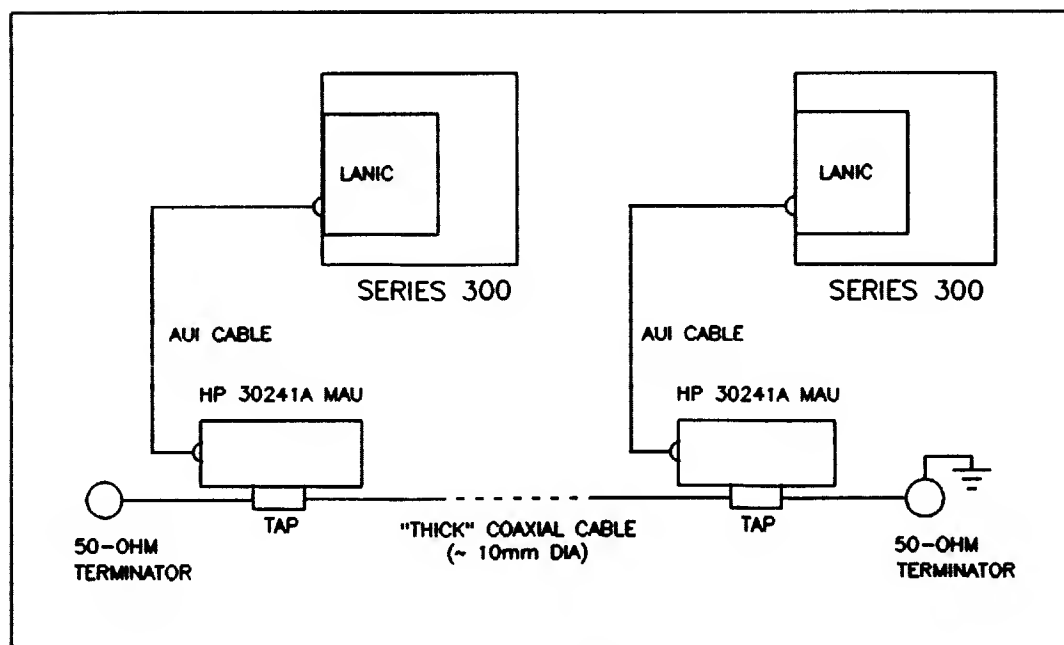 LANIC
LANIC
SERIES 300
SERIES 300
AUI CABLE
AUI CABLE
HP 30241A MAU
HP 30241A MAU
TAP
"THICK" COAXIAL CABLE
(~ 10mm DIA)
TAP
50-OHM
TERMINATOR
50-OHM
TERMINATOR